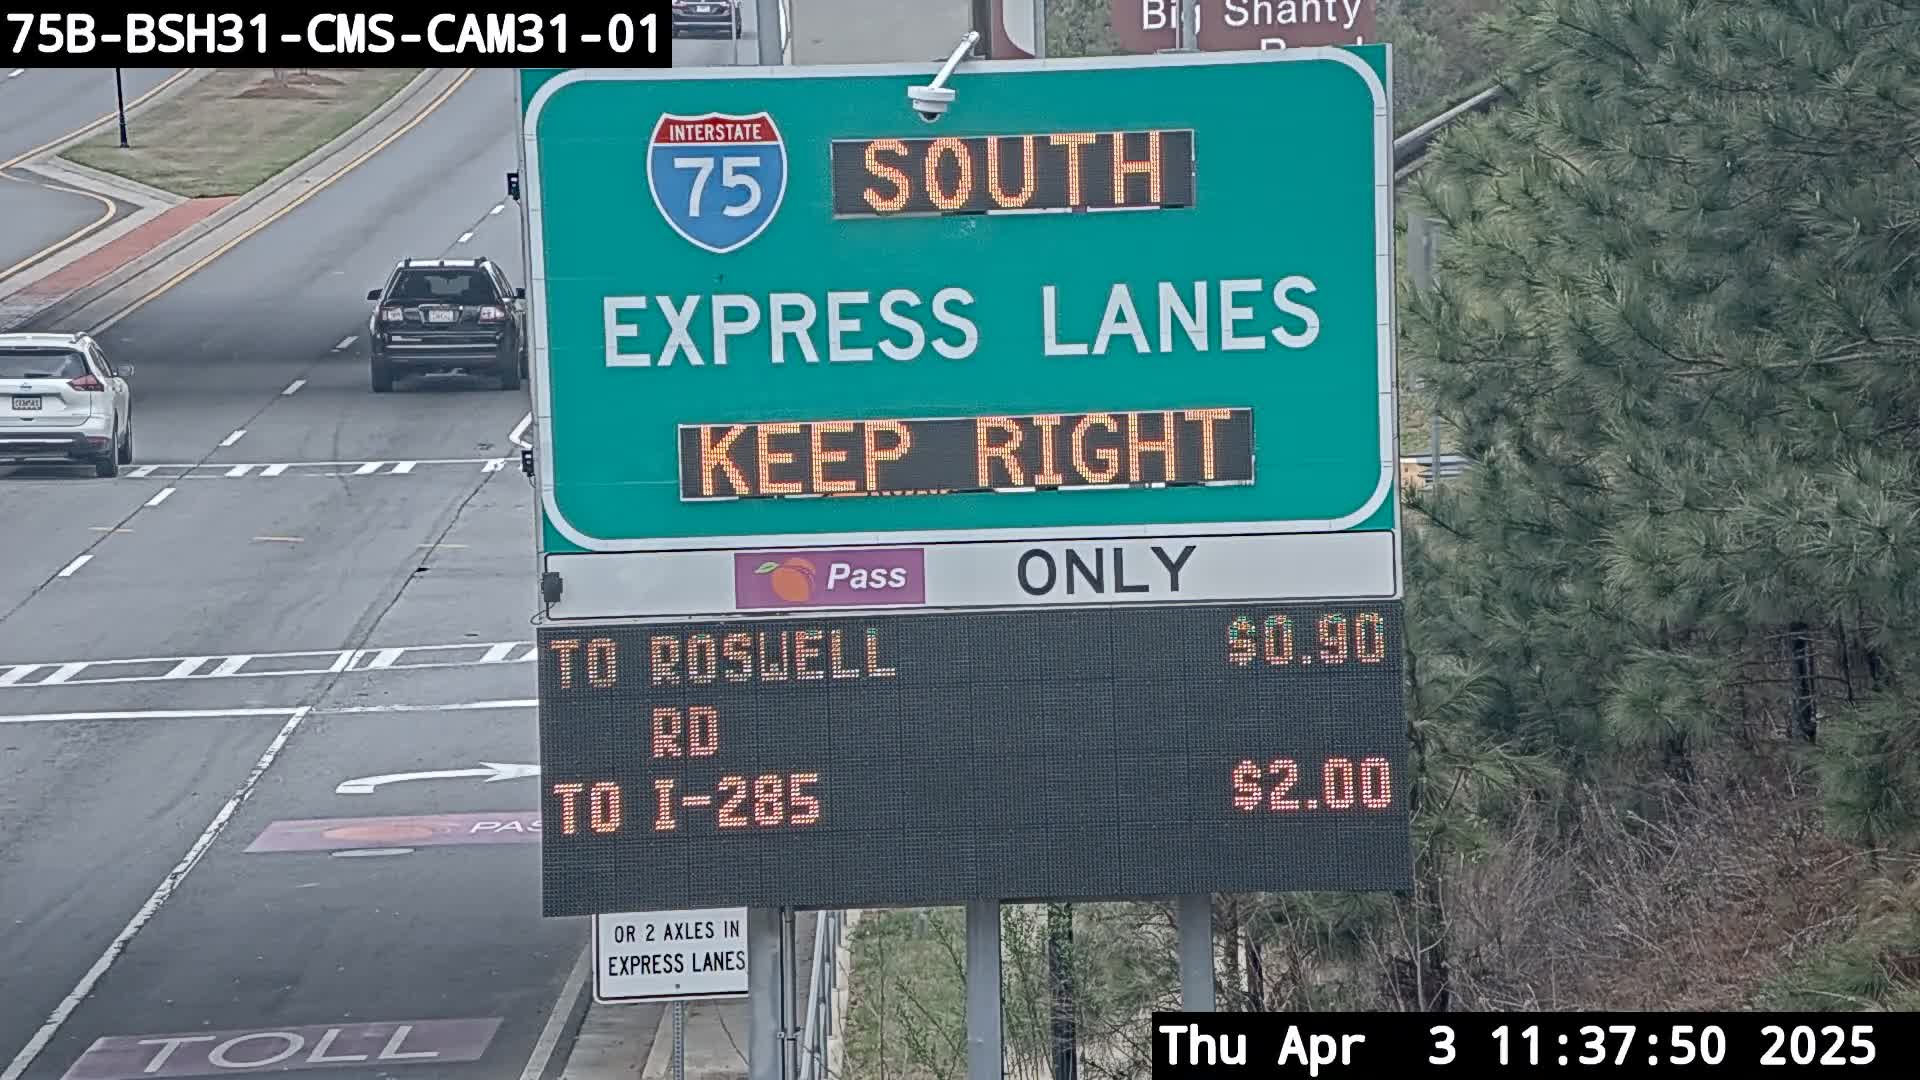 75B-BSH31-CMS-CAM31-01
Big Shanty
INTERSTATE
75
SOUTH
EXPRESS LANES
KEEP RIGHT
Pass ONLY
TO ROSWELL $0.90
RD
TO I-285 $2.00
OR 2 AXLES IN
EXPRESS LANES
TOLL
Thu Apr 3 11:37:50 2025